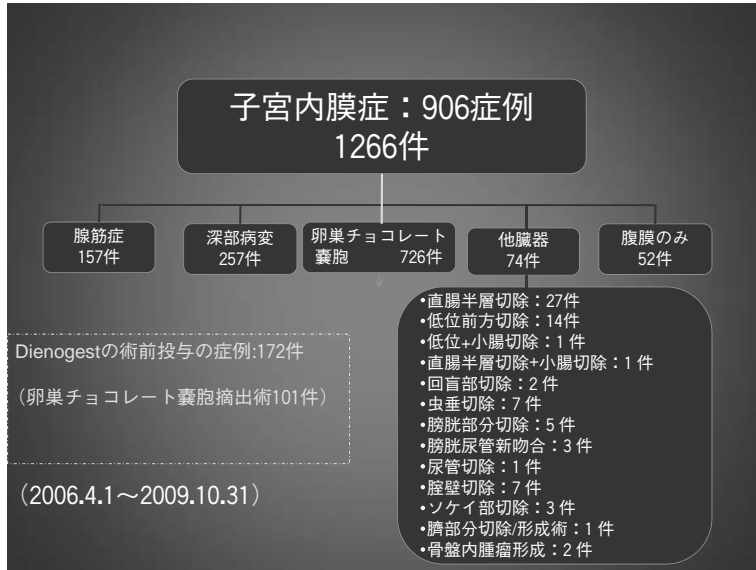 子宮内膜症：906症例
1266件
腺筋症
157件
深部病変
257件
卵巣チョコレート
嚢胞 726件
他臓器
74件
腹膜のみ
52件
•直腸半層切除：27件
•低位前方切除：14件
•低位+小腸切除：1件
•直腸半層切除+小腸切除：1件
•回盲部切除：2件
•虫垂切除：7件
•膀胱部分切除：5件
•膀胱尿管新吻合：3件
•尿管切除：1件
•腟壁切除：7件
•ソケイ部切除：3件
•臍部分切除/形成術：1件
•骨盤内腫瘤形成：2件
Dienogestの術前投与の症例:172件
（卵巣チョコレート嚢胞摘出術101件）
（2006.4.1～2009.10.31）